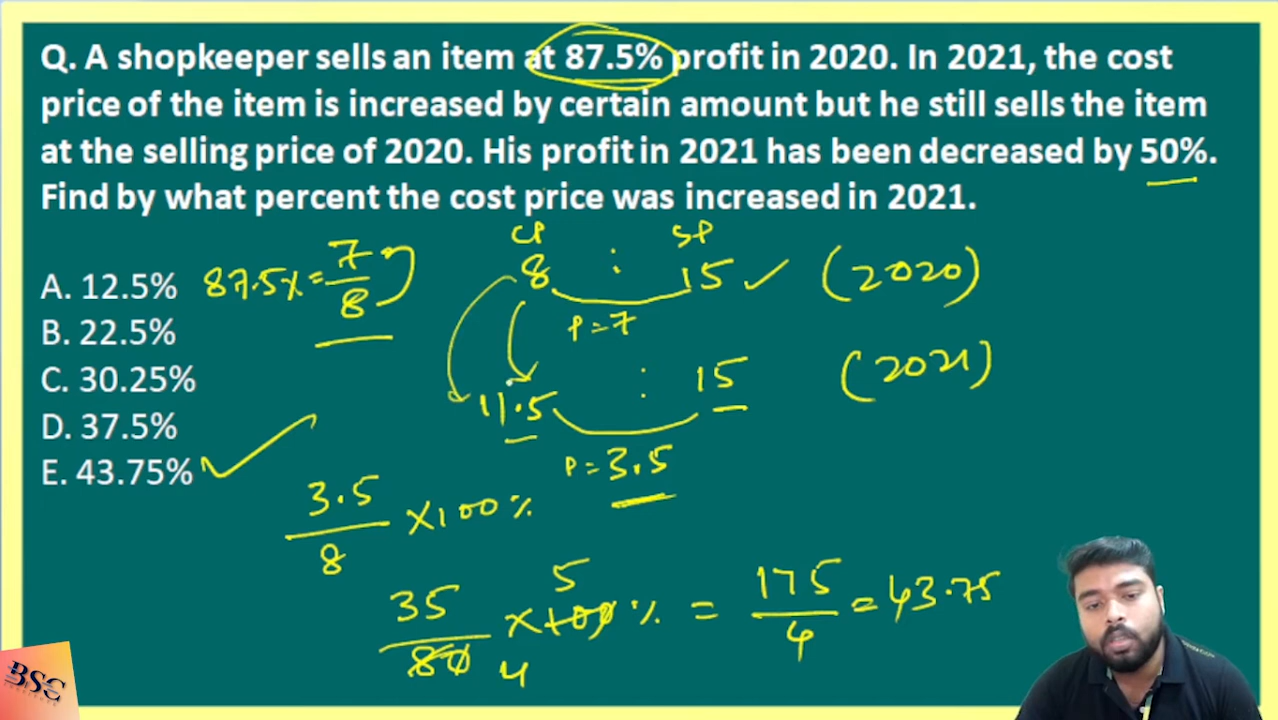 Q. A shopkeeper sells an item at 87.5% profit in 2020. In 2021, the cost
price of the item is increased by certain amount but he still sells the item
at the selling price of 2020. His profit in 2021 has been decreased by 50%.
Find by what percent the cost price was increased in 2021.
CP SP
A. 12.5% 87.5% = 7/8 8 : 15 (2020)
B. 22.5% P = 7
C. 30.25% 11.5 : 15 (2021)
D. 37.5%
E. 43.75% P = 3.5
3.5/8 × 100%
5
35/80 × 100% = 175/4 = 43.75
4
BSC